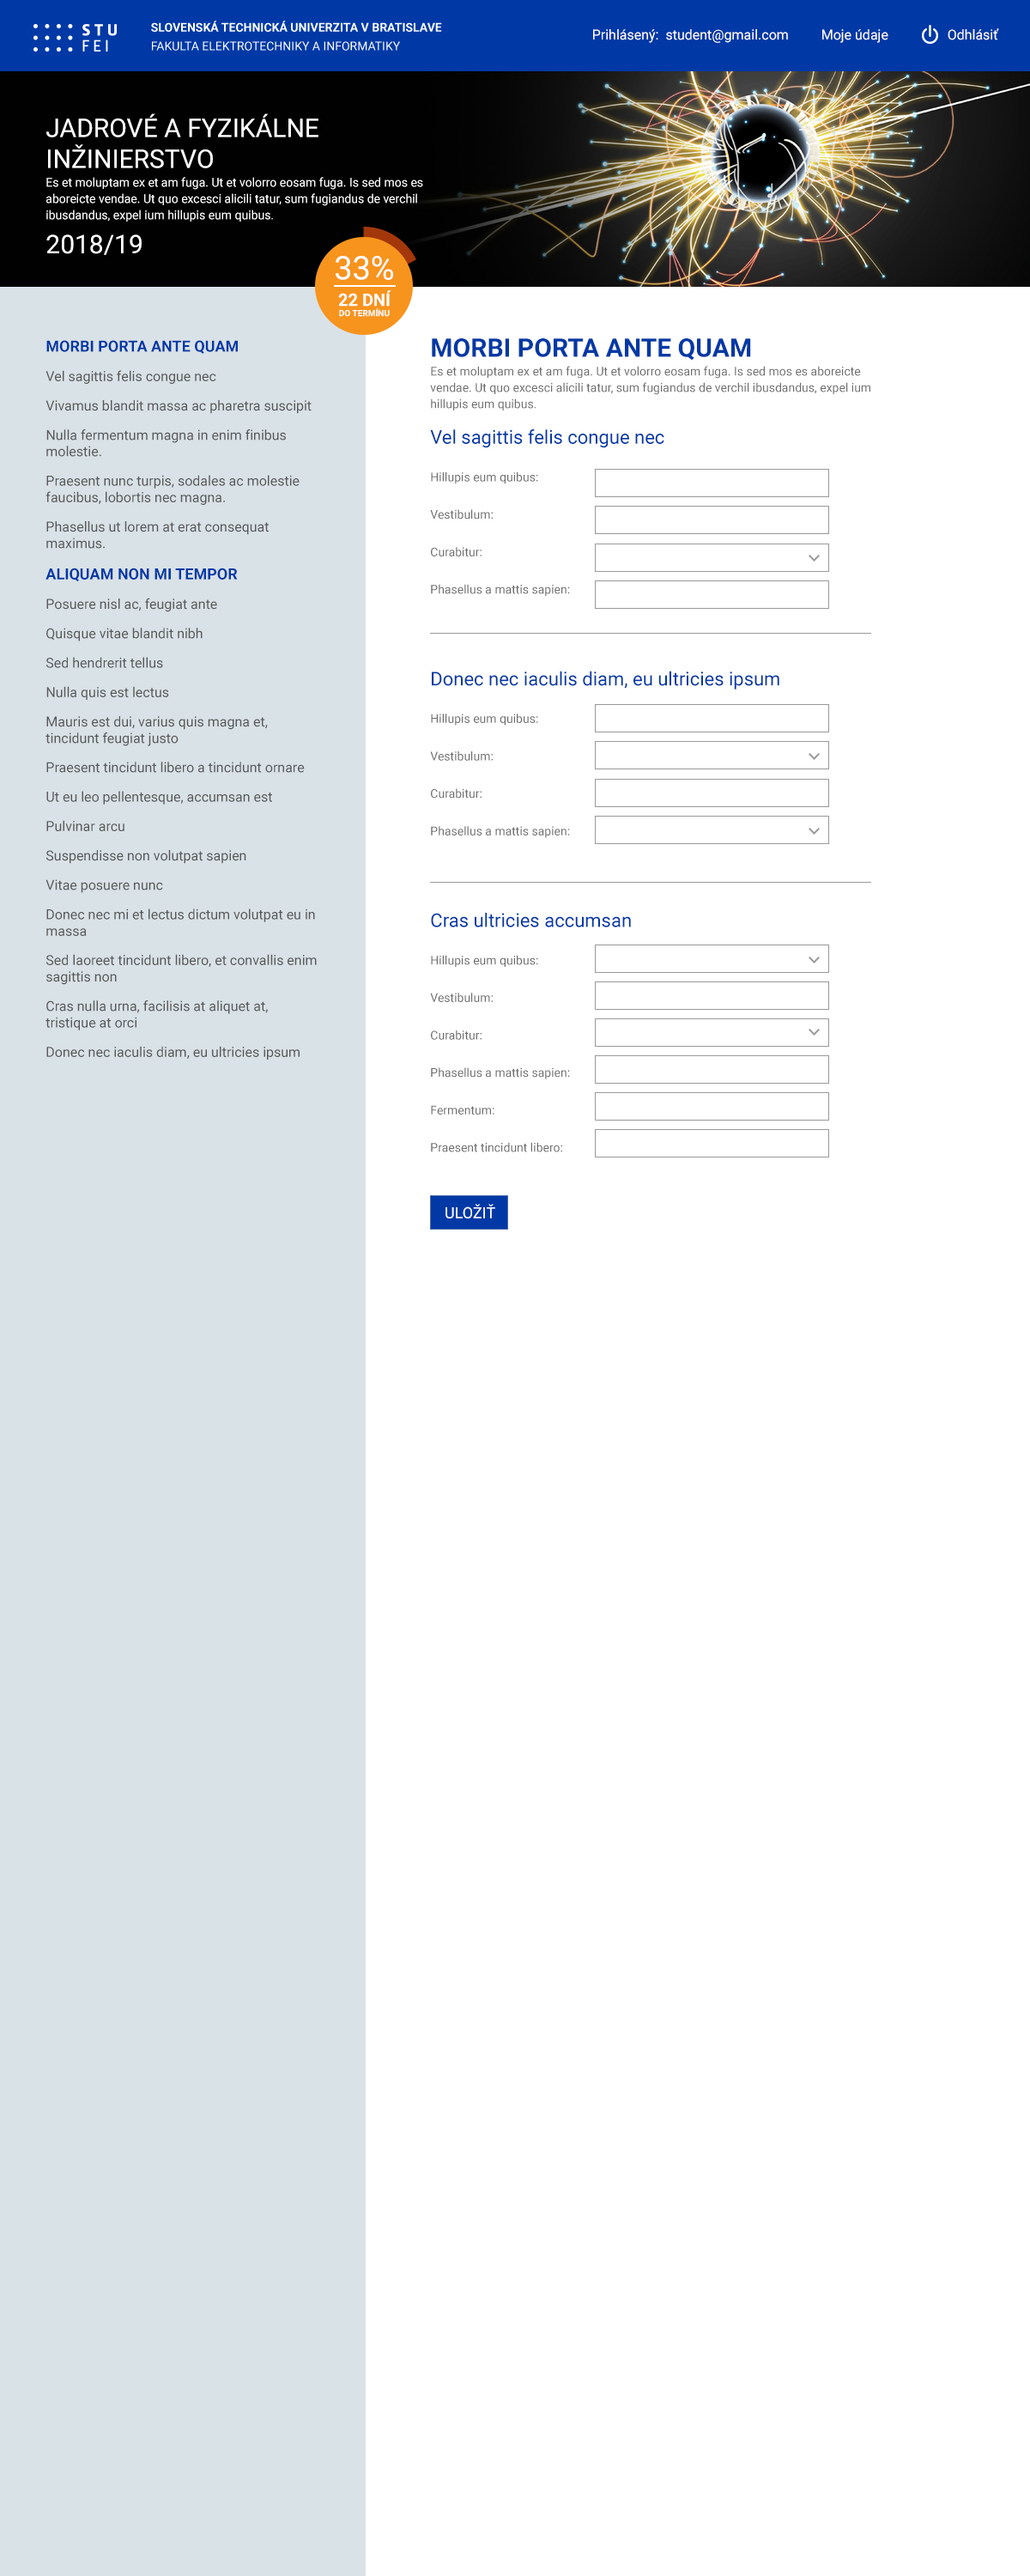 STU
FEI
SLOVENSKÁ TECHNICKÁ UNIVERZITA V BRATISLAVE
FAKULTA ELEKTROTECHNIKY A INFORMATIKY
Prihlásený: student@gmail.com
Moje údaje
Odhlásiť
JADROVÉ A FYZIKÁLNE
INŽINIERSTVO
Es et moluptam ex et am fuga. Ut et volorro eosam fuga. Is sed mos es
aboreicte vendae. Ut quo excesci alicili tatur, sum fugiandus de verchil
ibusdandus, expel ium hillupis eum quibus.
2018/19
33%
22 DNÍ
DO TERMÍNU
MORBI PORTA ANTE QUAM
Vel sagittis felis congue nec
Vivamus blandit massa ac pharetra suscipit
Nulla fermentum magna in enim finibus
molestie.
Praesent nunc turpis, sodales ac molestie
faucibus, lobortis nec magna.
Phasellus ut lorem at erat consequat
maximus.
ALIQUAM NON MI TEMPOR
Posuere nisl ac, feugiat ante
Quisque vitae blandit nibh
Sed hendrerit tellus
Nulla quis est lectus
Mauris est dui, varius quis magna et,
tincidunt feugiat justo
Praesent tincidunt libero a tincidunt ornare
Ut eu leo pellentesque, accumsan est
Pulvinar arcu
Suspendisse non volutpat sapien
Vitae posuere nunc
Donec nec mi et lectus dictum volutpat eu in
massa
Sed laoreet tincidunt libero, et convallis enim
sagittis non
Cras nulla urna, facilisis at aliquet at,
tristique at orci
Donec nec iaculis diam, eu ultricies ipsum
MORBI PORTA ANTE QUAM
Es et moluptam ex et am fuga. Ut et volorro eosam fuga. Is sed mos es aboreicte
vendae. Ut quo excesci alicili tatur, sum fugiandus de verchil ibusdandus, expel ium
hillupis eum quibus.
Vel sagittis felis congue nec
Hillupis eum quibus:
Vestibulum:
Curabitur:
Phasellus a mattis sapien:
Donec nec iaculis diam, eu ultricies ipsum
Hillupis eum quibus:
Vestibulum:
Curabitur:
Phasellus a mattis sapien:
Cras ultricies accumsan
Hillupis eum quibus:
Vestibulum:
Curabitur:
Phasellus a mattis sapien:
Fermentum:
Praesent tincidunt libero:
ULOŽIŤ